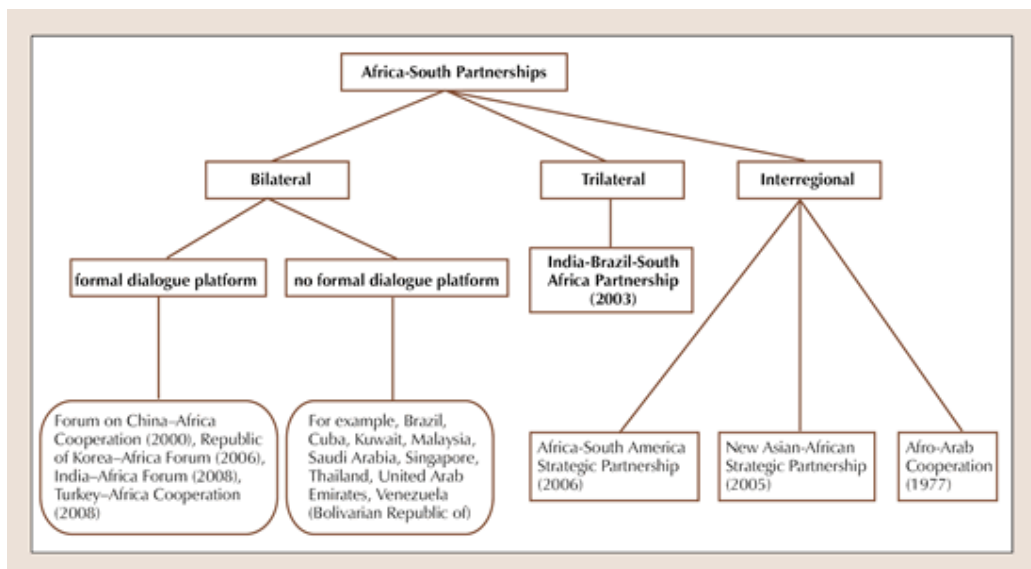 Africa-South Partnerships
Bilateral
Trilateral
Interregional
formal dialogue platform
no formal dialogue platform
India-Brazil-South
Africa Partnership
(2003)
Forum on China–Africa
Cooperation (2000), Republic
of Korea–Africa Forum (2006),
India–Africa Forum (2008),
Turkey–Africa Cooperation
(2008)
For example, Brazil,
Cuba, Kuwait, Malaysia,
Saudi Arabia, Singapore,
Thailand, United Arab
Emirates, Venezuela
(Bolivarian Republic of)
Africa-South America
Strategic Partnership
(2006)
New Asian-African
Strategic Partnership
(2005)
Afro-Arab
Cooperation
(1977)